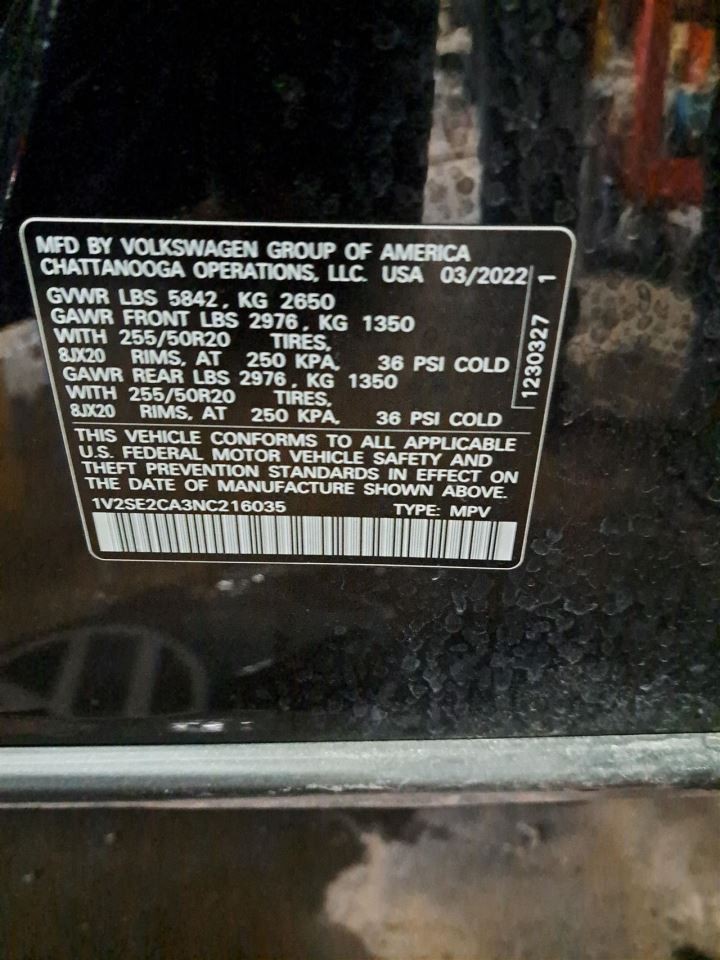 MFD BY VOLKSWAGEN GROUP OF AMERICA
CHATTANOOGA OPERATIONS, LLC. USA 03/2022
GVWR LBS 5842, KG 2650
GAWR FRONT LBS 2976, KG 1350
WITH 255/50R20 TIRES,
8JX20 RIMS, AT 250 KPA, 36 PSI COLD
GAWR REAR LBS 2976, KG 1350
WITH 255/50R20 TIRES,
8JX20 RIMS, AT 250 KPA, 36 PSI COLD
1230327 1
THIS VEHICLE CONFORMS TO ALL APPLICABLE
U.S. FEDERAL MOTOR VEHICLE SAFETY AND
THEFT PREVENTION STANDARDS IN EFFECT ON
THE DATE OF MANUFACTURE SHOWN ABOVE.
1V2SE2CA3NC216035 TYPE: MPV